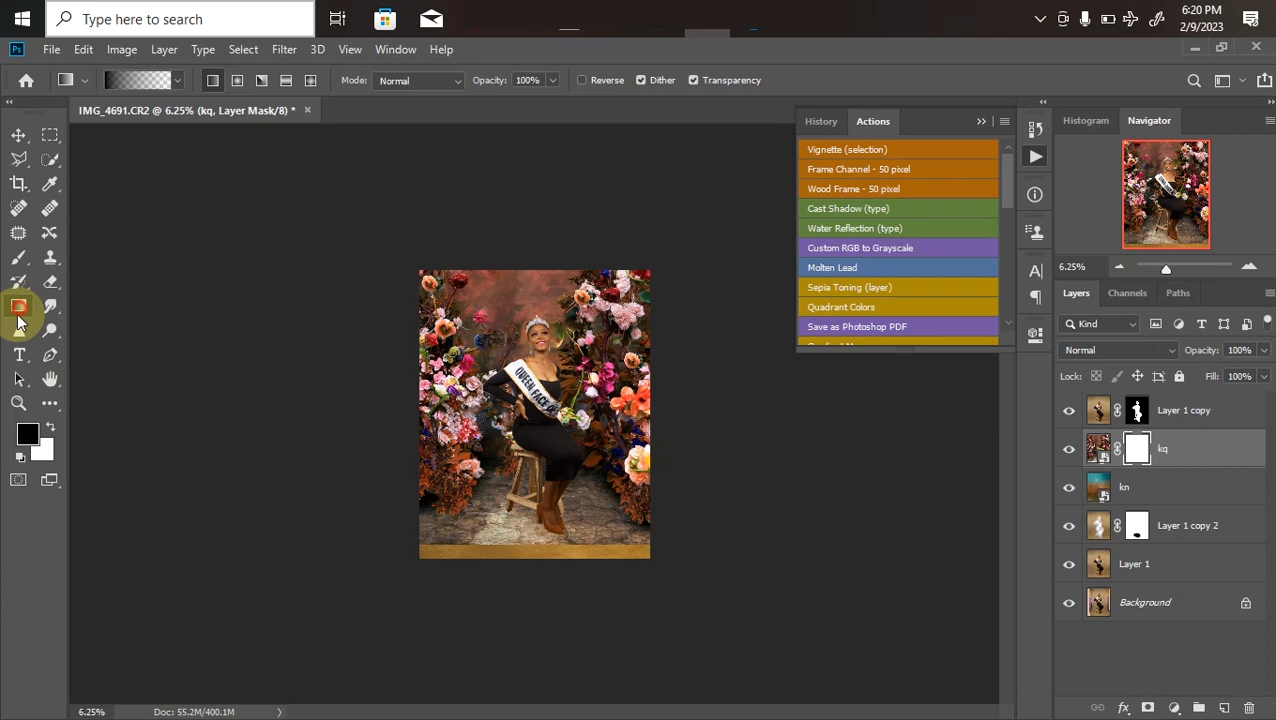 Type here to search
6:20 PM
2/9/2023
Ps File Edit Image Layer Type Select Filter 3D View Window Help
Mode: Normal Opacity: 100% Reverse Dither Transparency
IMG_4691.CR2 @ 6.25% (kq, Layer Mask/8) *
History Actions
Vignette (selection)
Frame Channel - 50 pixel
Wood Frame - 50 pixel
Cast Shadow (type)
Water Reflection (type)
Custom RGB to Grayscale
Molten Lead
Sepia Toning (layer)
Quadrant Colors
Save as Photoshop PDF
Histogram Navigator
6.25%
Layers Channels Paths
Kind
Normal Opacity: 100%
Lock: Fill: 100%
Layer 1 copy
kq
kn
Layer 1 copy 2
Layer 1
Background
QUEEN FACE
6.25% Doc: 55.2M/400.1M